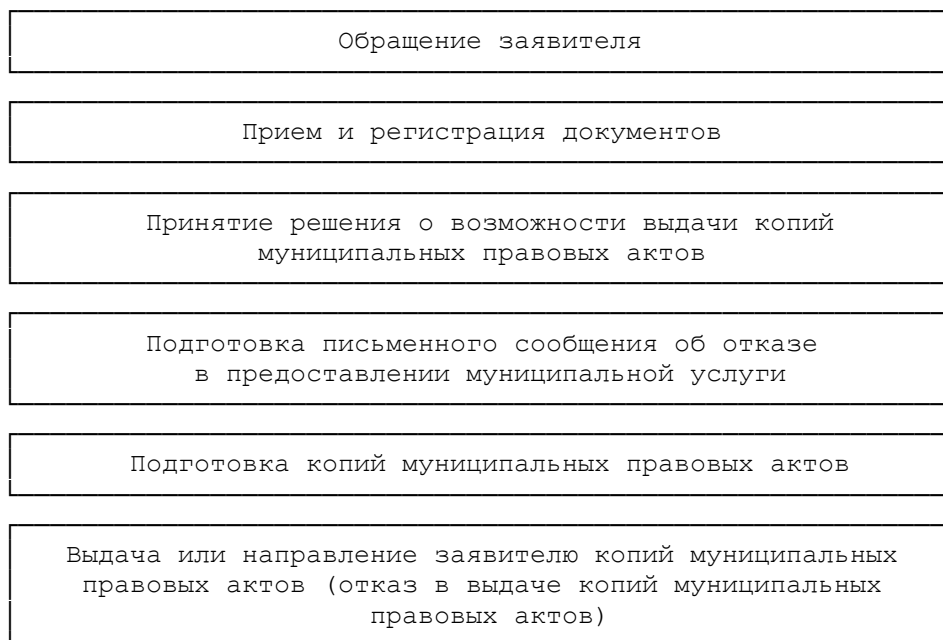 Обращение заявителя
Прием и регистрация документов
Принятие решения о возможности выдачи копий
муниципальных правовых актов
Подготовка письменного сообщения об отказе
в предоставлении муниципальной услуги
Подготовка копий муниципальных правовых актов
Выдача или направление заявителю копий муниципальных
правовых актов (отказ в выдаче копий муниципальных
правовых актов)